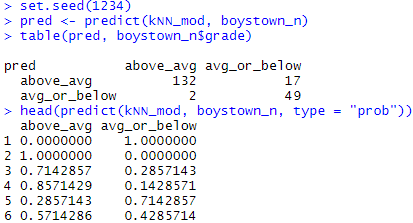 > set.seed(1234)
> pred <- predict(kNN_mod, boystown_n)
> table(pred, boystown_n$grade)
pred           above_avg avg_or_below
  above_avg          132           17
  avg_or_below         2           49
> head(predict(kNN_mod, boystown_n, type = "prob"))
  above_avg avg_or_below
1 0.0000000    1.0000000
2 1.0000000    0.0000000
3 0.7142857    0.2857143
4 0.8571429    0.1428571
5 0.2857143    0.7142857
6 0.5714286    0.4285714